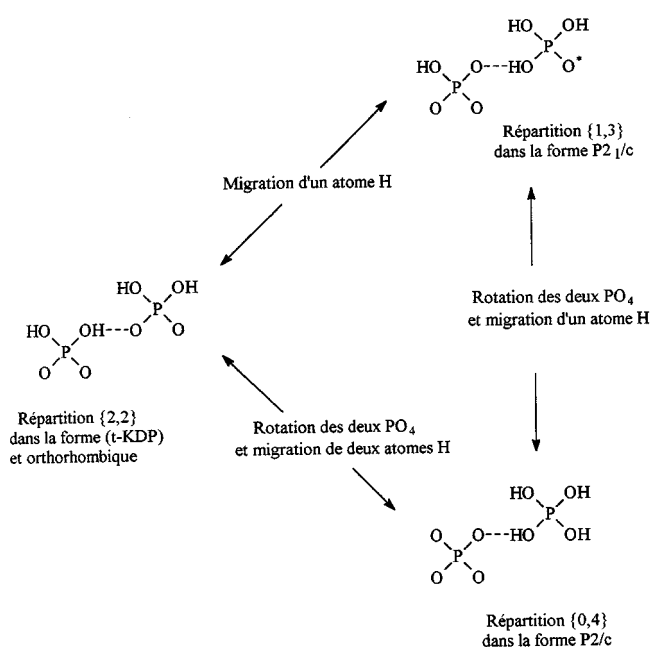 HO OH
P
HO O---HO O*
P
O O
Répartition {1,3}
dans la forme P2 1/c
Migration d'un atome H
HO OH
P
HO OH---O O
P
O O
Répartition {2,2}
dans la forme (t-KDP)
et orthorhombique
Rotation des deux PO4
et migration d'un atome H
Rotation des deux PO4
et migration de deux atomes H
HO OH
P
O O---HO OH
P
O O
Répartition {0,4}
dans la forme P2/c